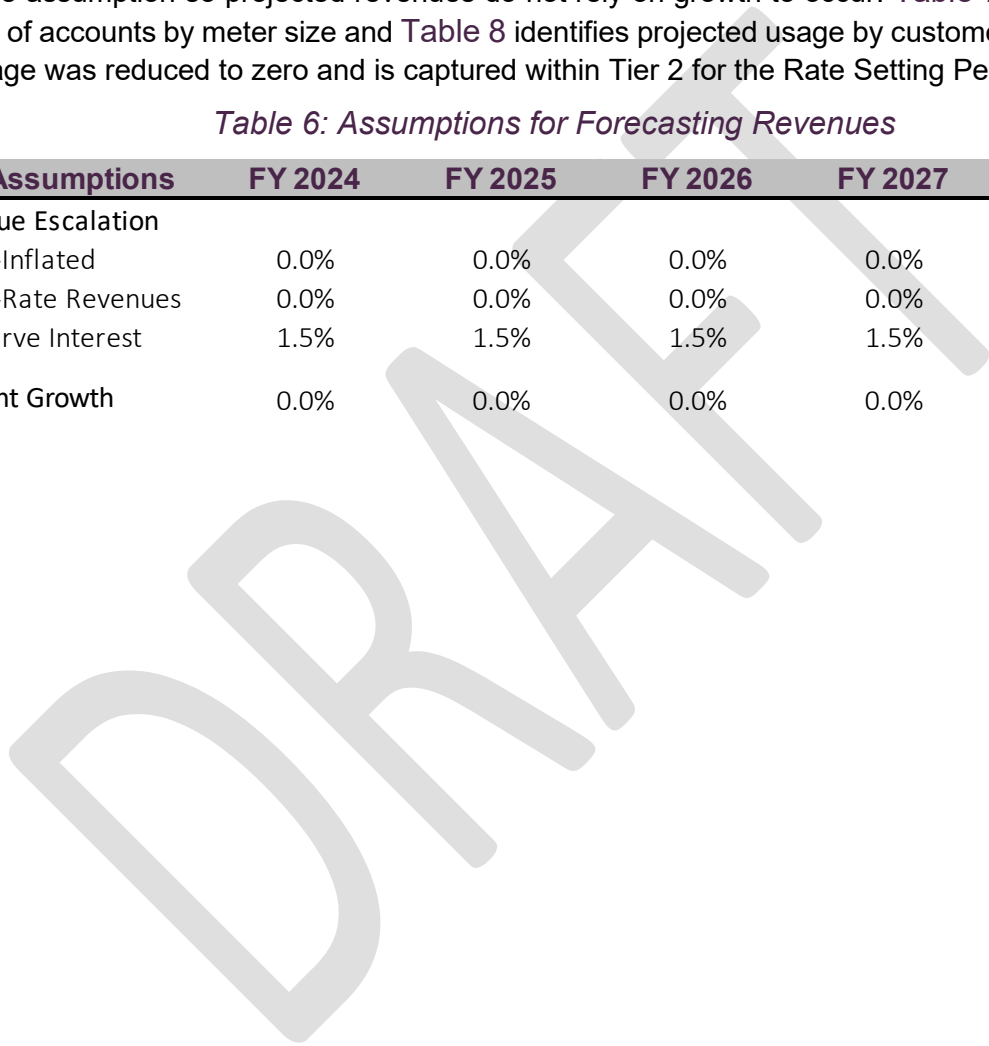 assumption so projected revenues do not rely on growth to occur. Table
of accounts by meter size and Table 8 identifies projected usage by custome
age was reduced to zero and is captured within Tier 2 for the Rate Setting Pe
Table 6: Assumptions for Forecasting Revenues
Assumptions FY 2024 FY 2025 FY 2026 FY 2027
ue Escalation
-Inflated 0.0% 0.0% 0.0% 0.0%
-Rate Revenues 0.0% 0.0% 0.0% 0.0%
rve Interest 1.5% 1.5% 1.5% 1.5%
nt Growth 0.0% 0.0% 0.0% 0.0%
DRAFT